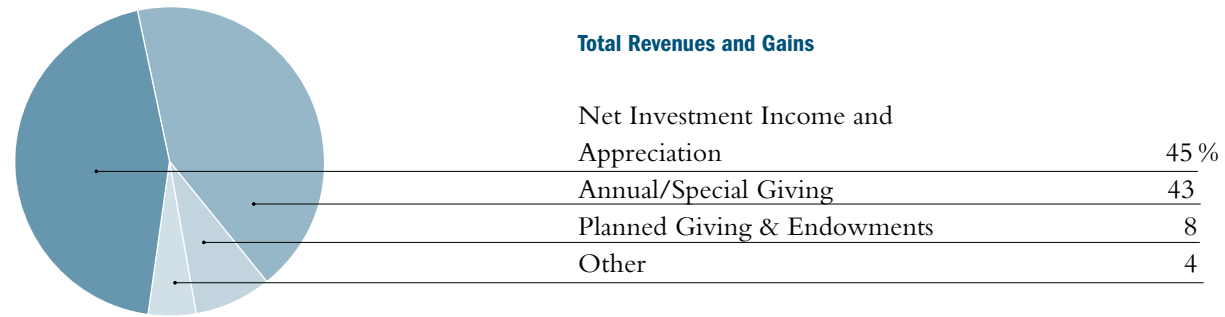 Total Revenues and Gains
Net Investment Income and
Appreciation 45 %
Annual/Special Giving 43
Planned Giving & Endowments 8
Other 4